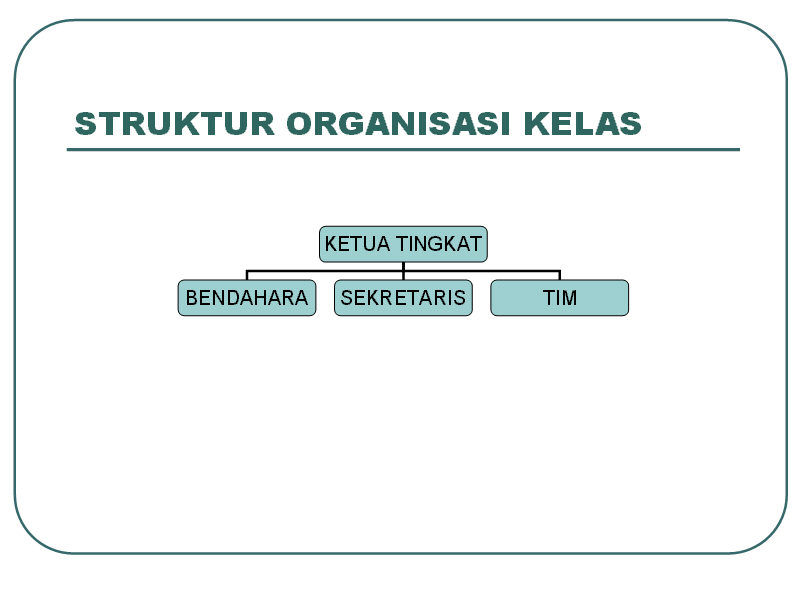 STRUKTUR ORGANISASI KELAS
KETUA TINGKAT
BENDAHARA
SEKRETARIS
TIM